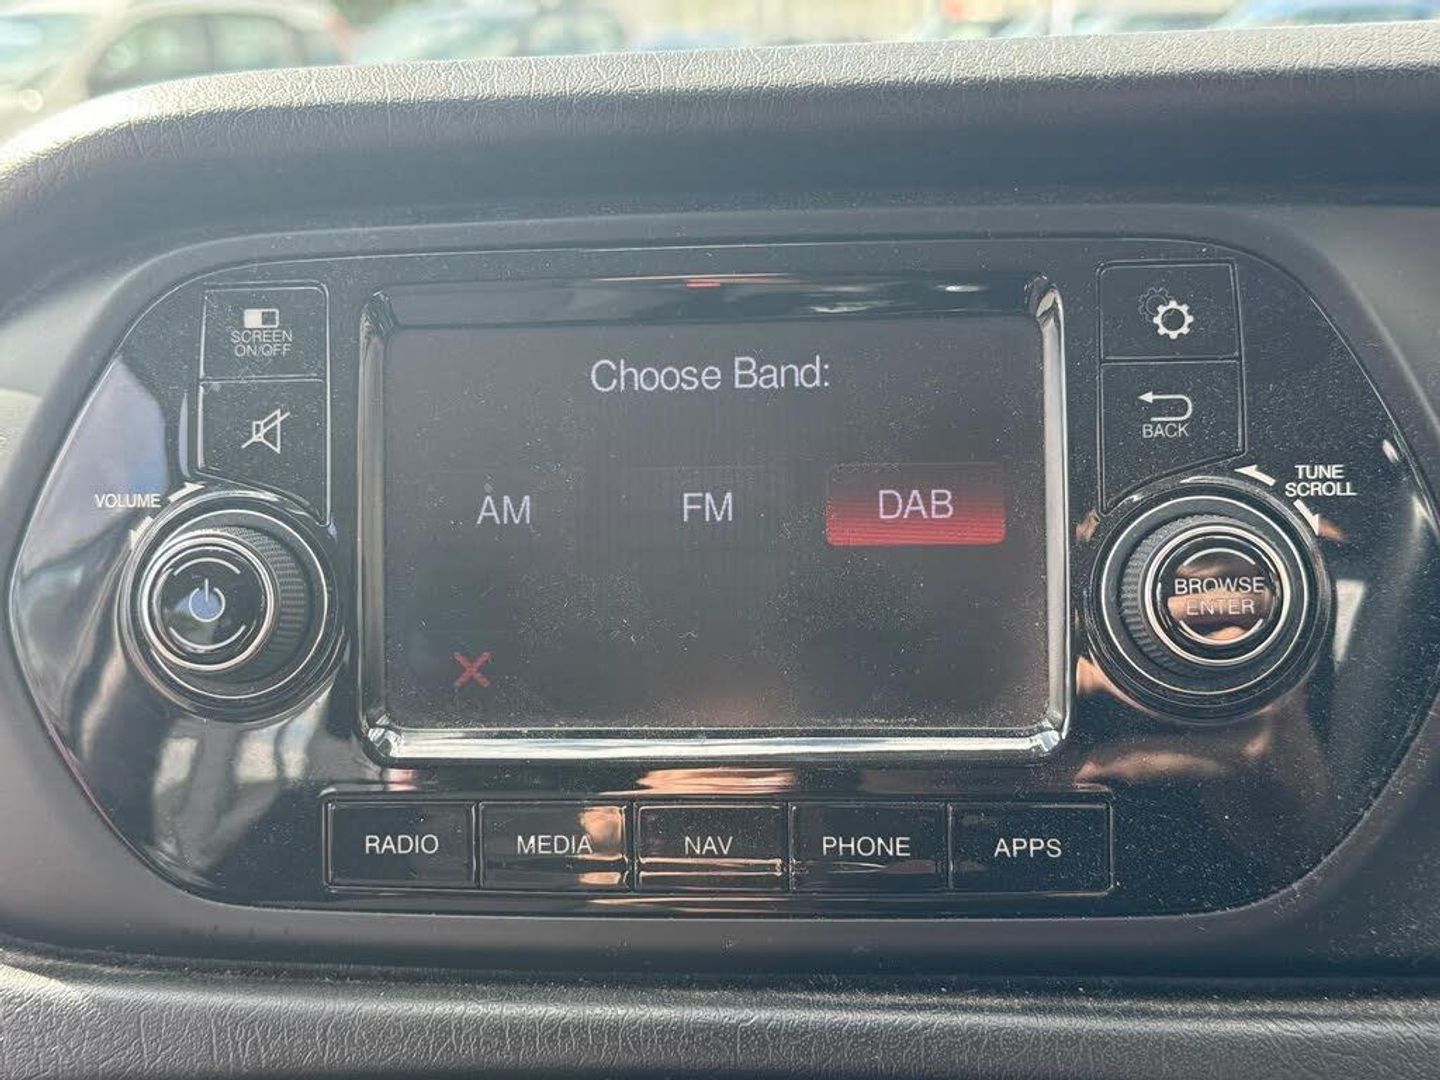 SCREEN
ON/OFF
Choose Band:
BACK
VOLUME
TUNE
SCROLL
AM
FM
DAB
BROWSE
ENTER
RADIO
MEDIA
NAV
PHONE
APPS